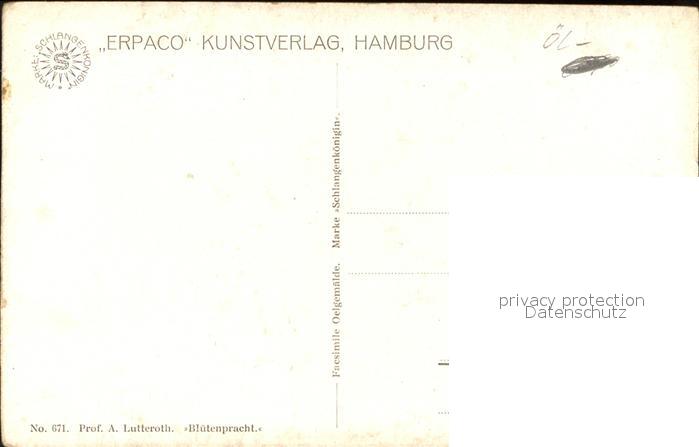 MARKE „SCHLANGENKÖNIGIN"
S
„ERPACO" KUNSTVERLAG, HAMBURG
ÖL-
Facsimile Oelgemälde. Marke »Schlangenkönigin«.
privacy protection
Datenschutz
No. 671. Prof. A. Lutteroth. »Blütenpracht.«